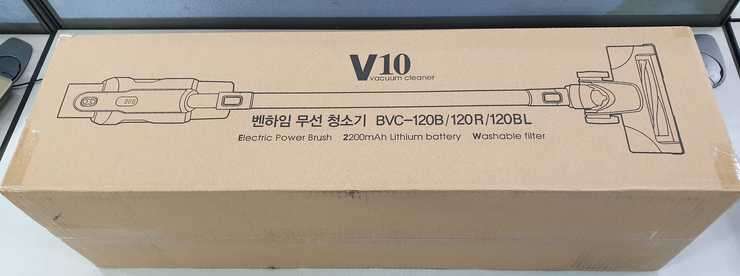 V10
vacuum cleaner
벤하임 무선 청소기 BVC-120B/120R/120BL
Electric Power Brush 2200mAh Lithium battery Washable filter